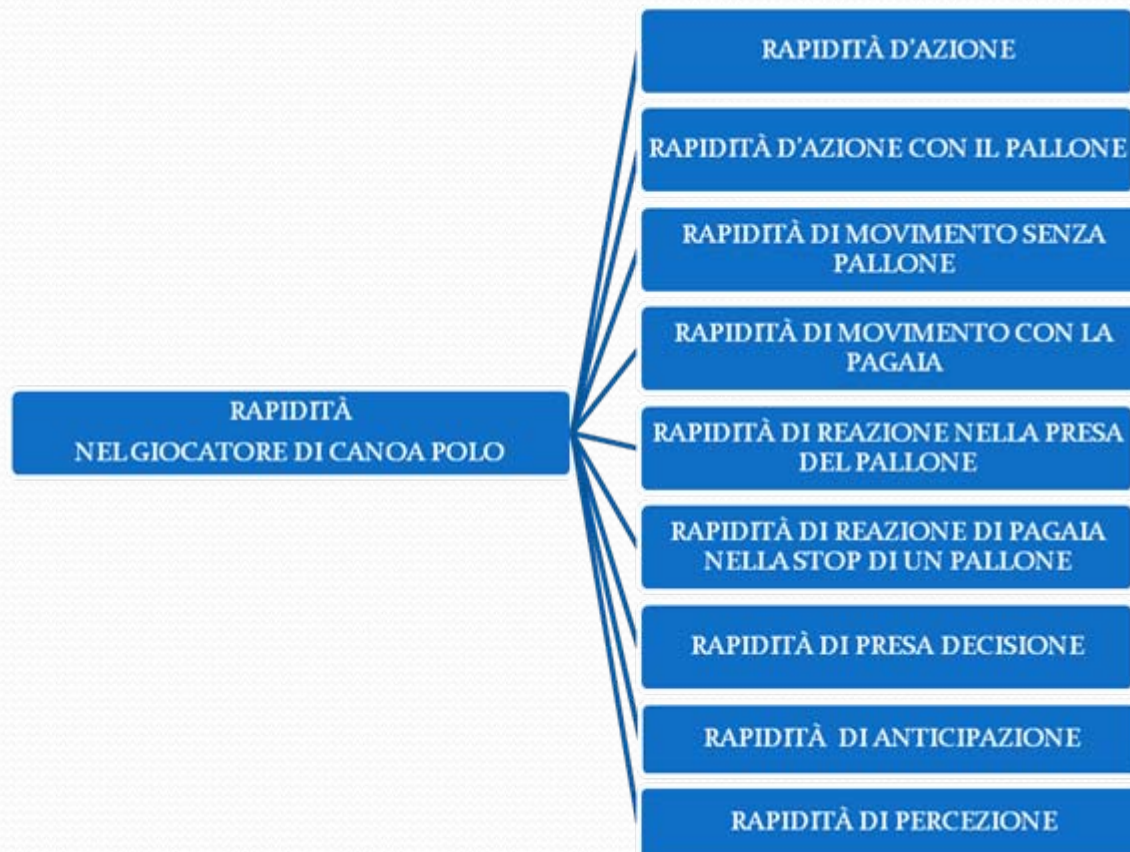 RAPIDITÀ
NEL GIOCATORE DI CANOA POLO
RAPIDITÀ D'AZIONE
RAPIDITÀ D'AZIONE CON IL PALLONE
RAPIDITÀ DI MOVIMENTO SENZA
PALLONE
RAPIDITÀ DI MOVIMENTO CON LA
PAGAIA
RAPIDITÀ DI REAZIONE NELLA PRESA
DEL PALLONE
RAPIDITÀ DI REAZIONE DI PAGAIA
NELLA STOP DI UN PALLONE
RAPIDITÀ DI PRESA DECISIONE
RAPIDITÀ DI ANTICIPAZIONE
RAPIDITÀ DI PERCEZIONE